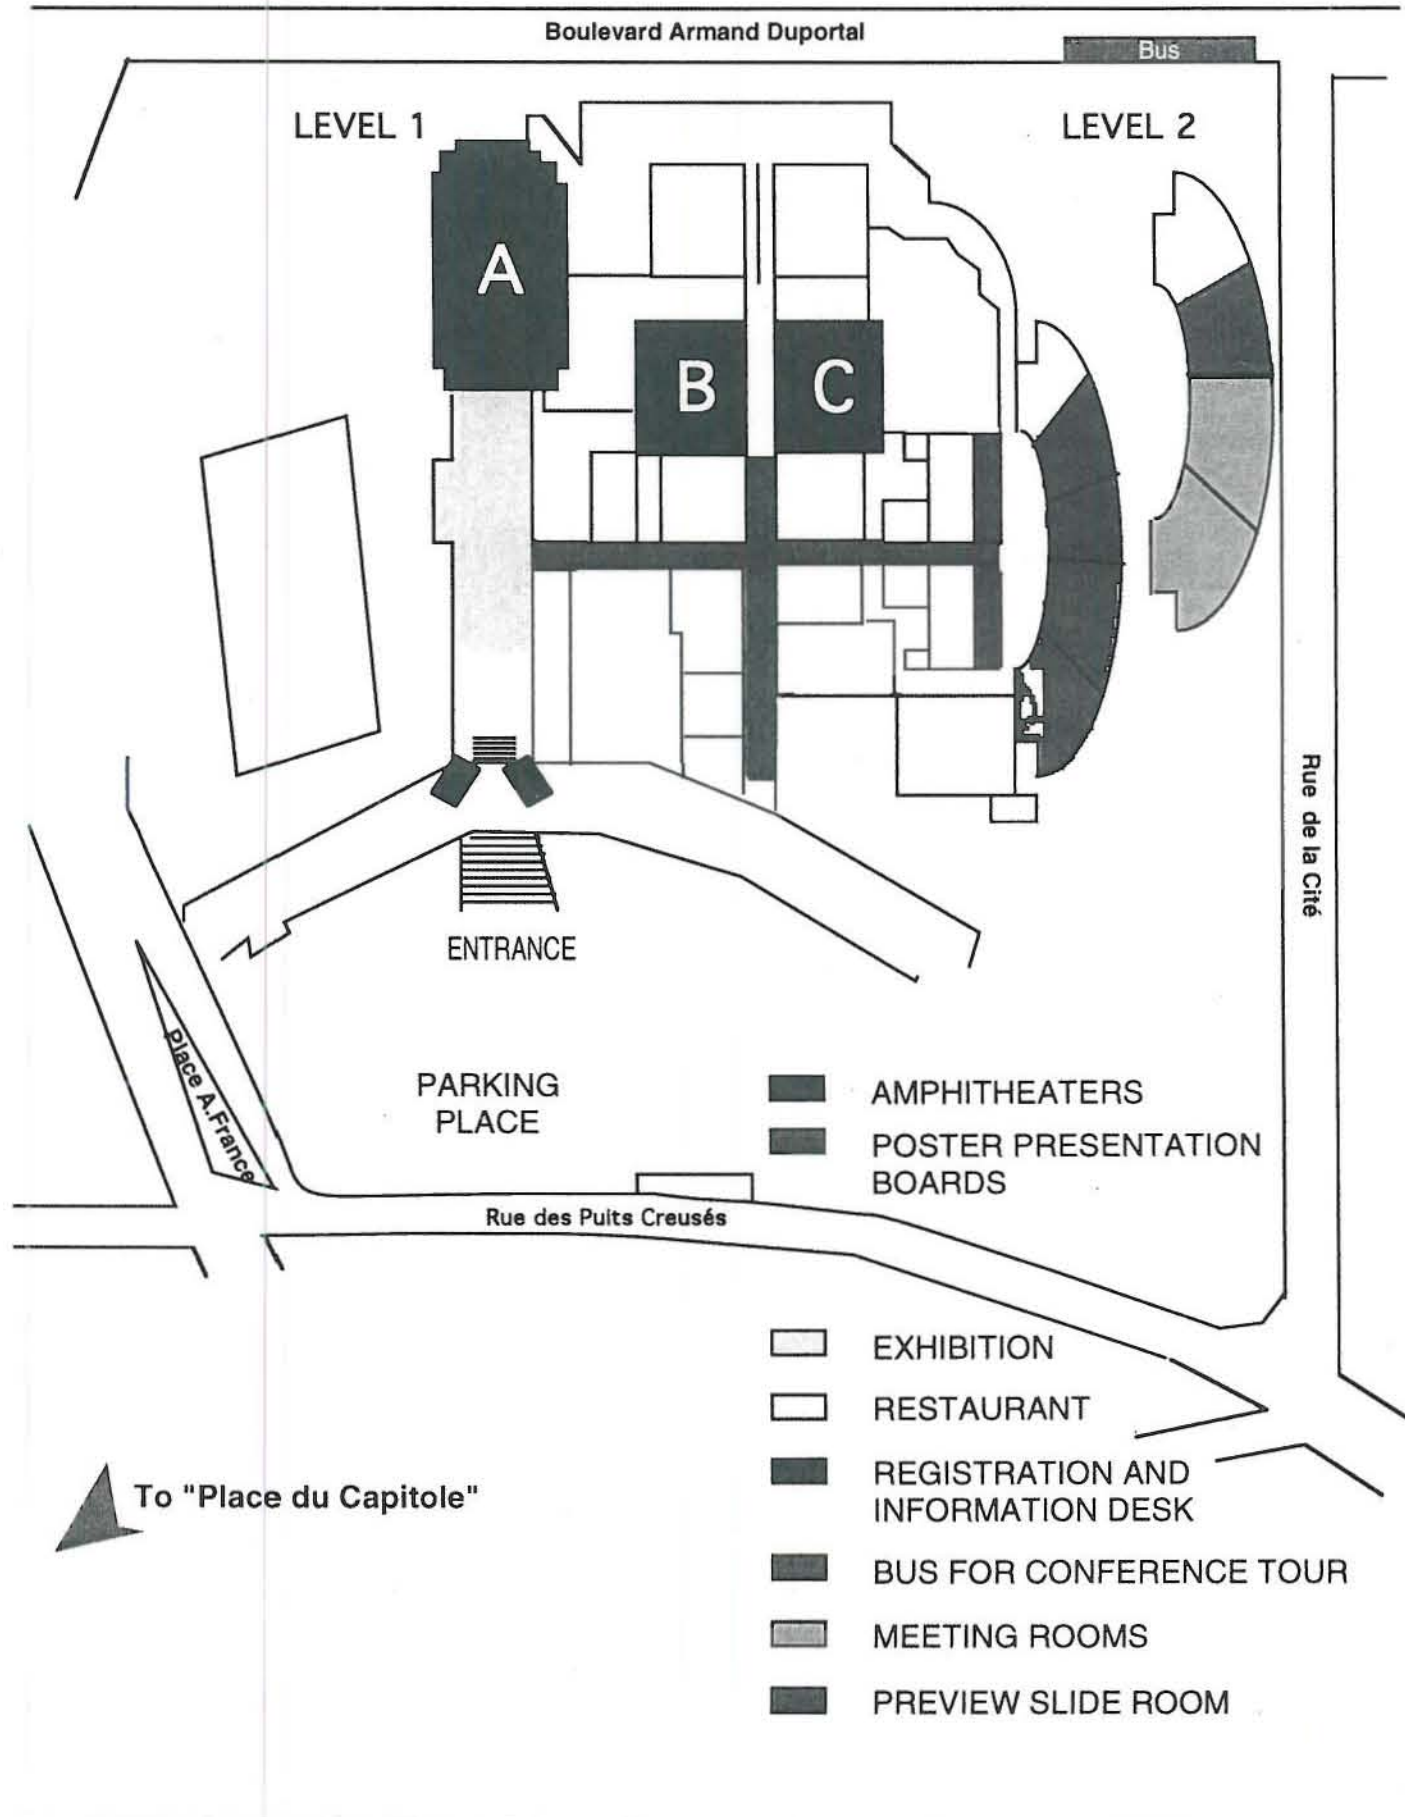 Boulevard Armand Duportal
Bus
LEVEL 1
LEVEL 2
A
B
C
Rue de la Cité
ENTRANCE
Place A.France
PARKING
PLACE
AMPHITHEATERS
POSTER PRESENTATION
BOARDS
Rue des Puits Creusés
EXHIBITION
RESTAURANT
REGISTRATION AND
INFORMATION DESK
To "Place du Capitole"
BUS FOR CONFERENCE TOUR
MEETING ROOMS
PREVIEW SLIDE ROOM